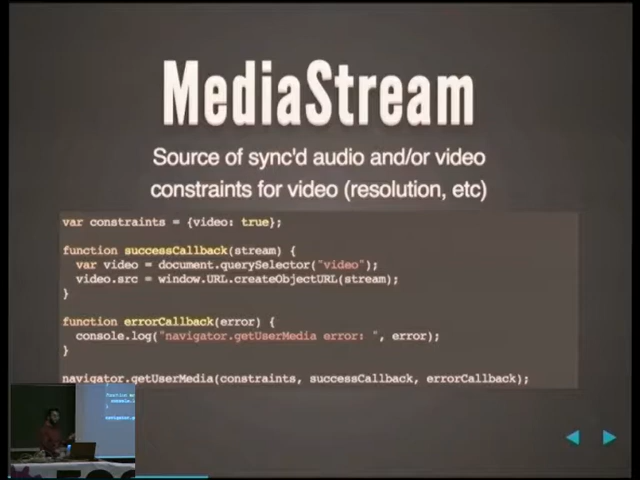 MediaStream
Source of sync'd audio and/or video
constraints for video (resolution, etc)
var constraints = {video: true};
function successCallback(stream) {
var video = document.querySelector("video");
video.src = window.URL.createObjectURL(stream);
}
function errorCallback(error) {
console.log("navigator.getUserMedia error: ", error);
}
navigator.getUserMedia(constraints, successCallback, errorCallback);